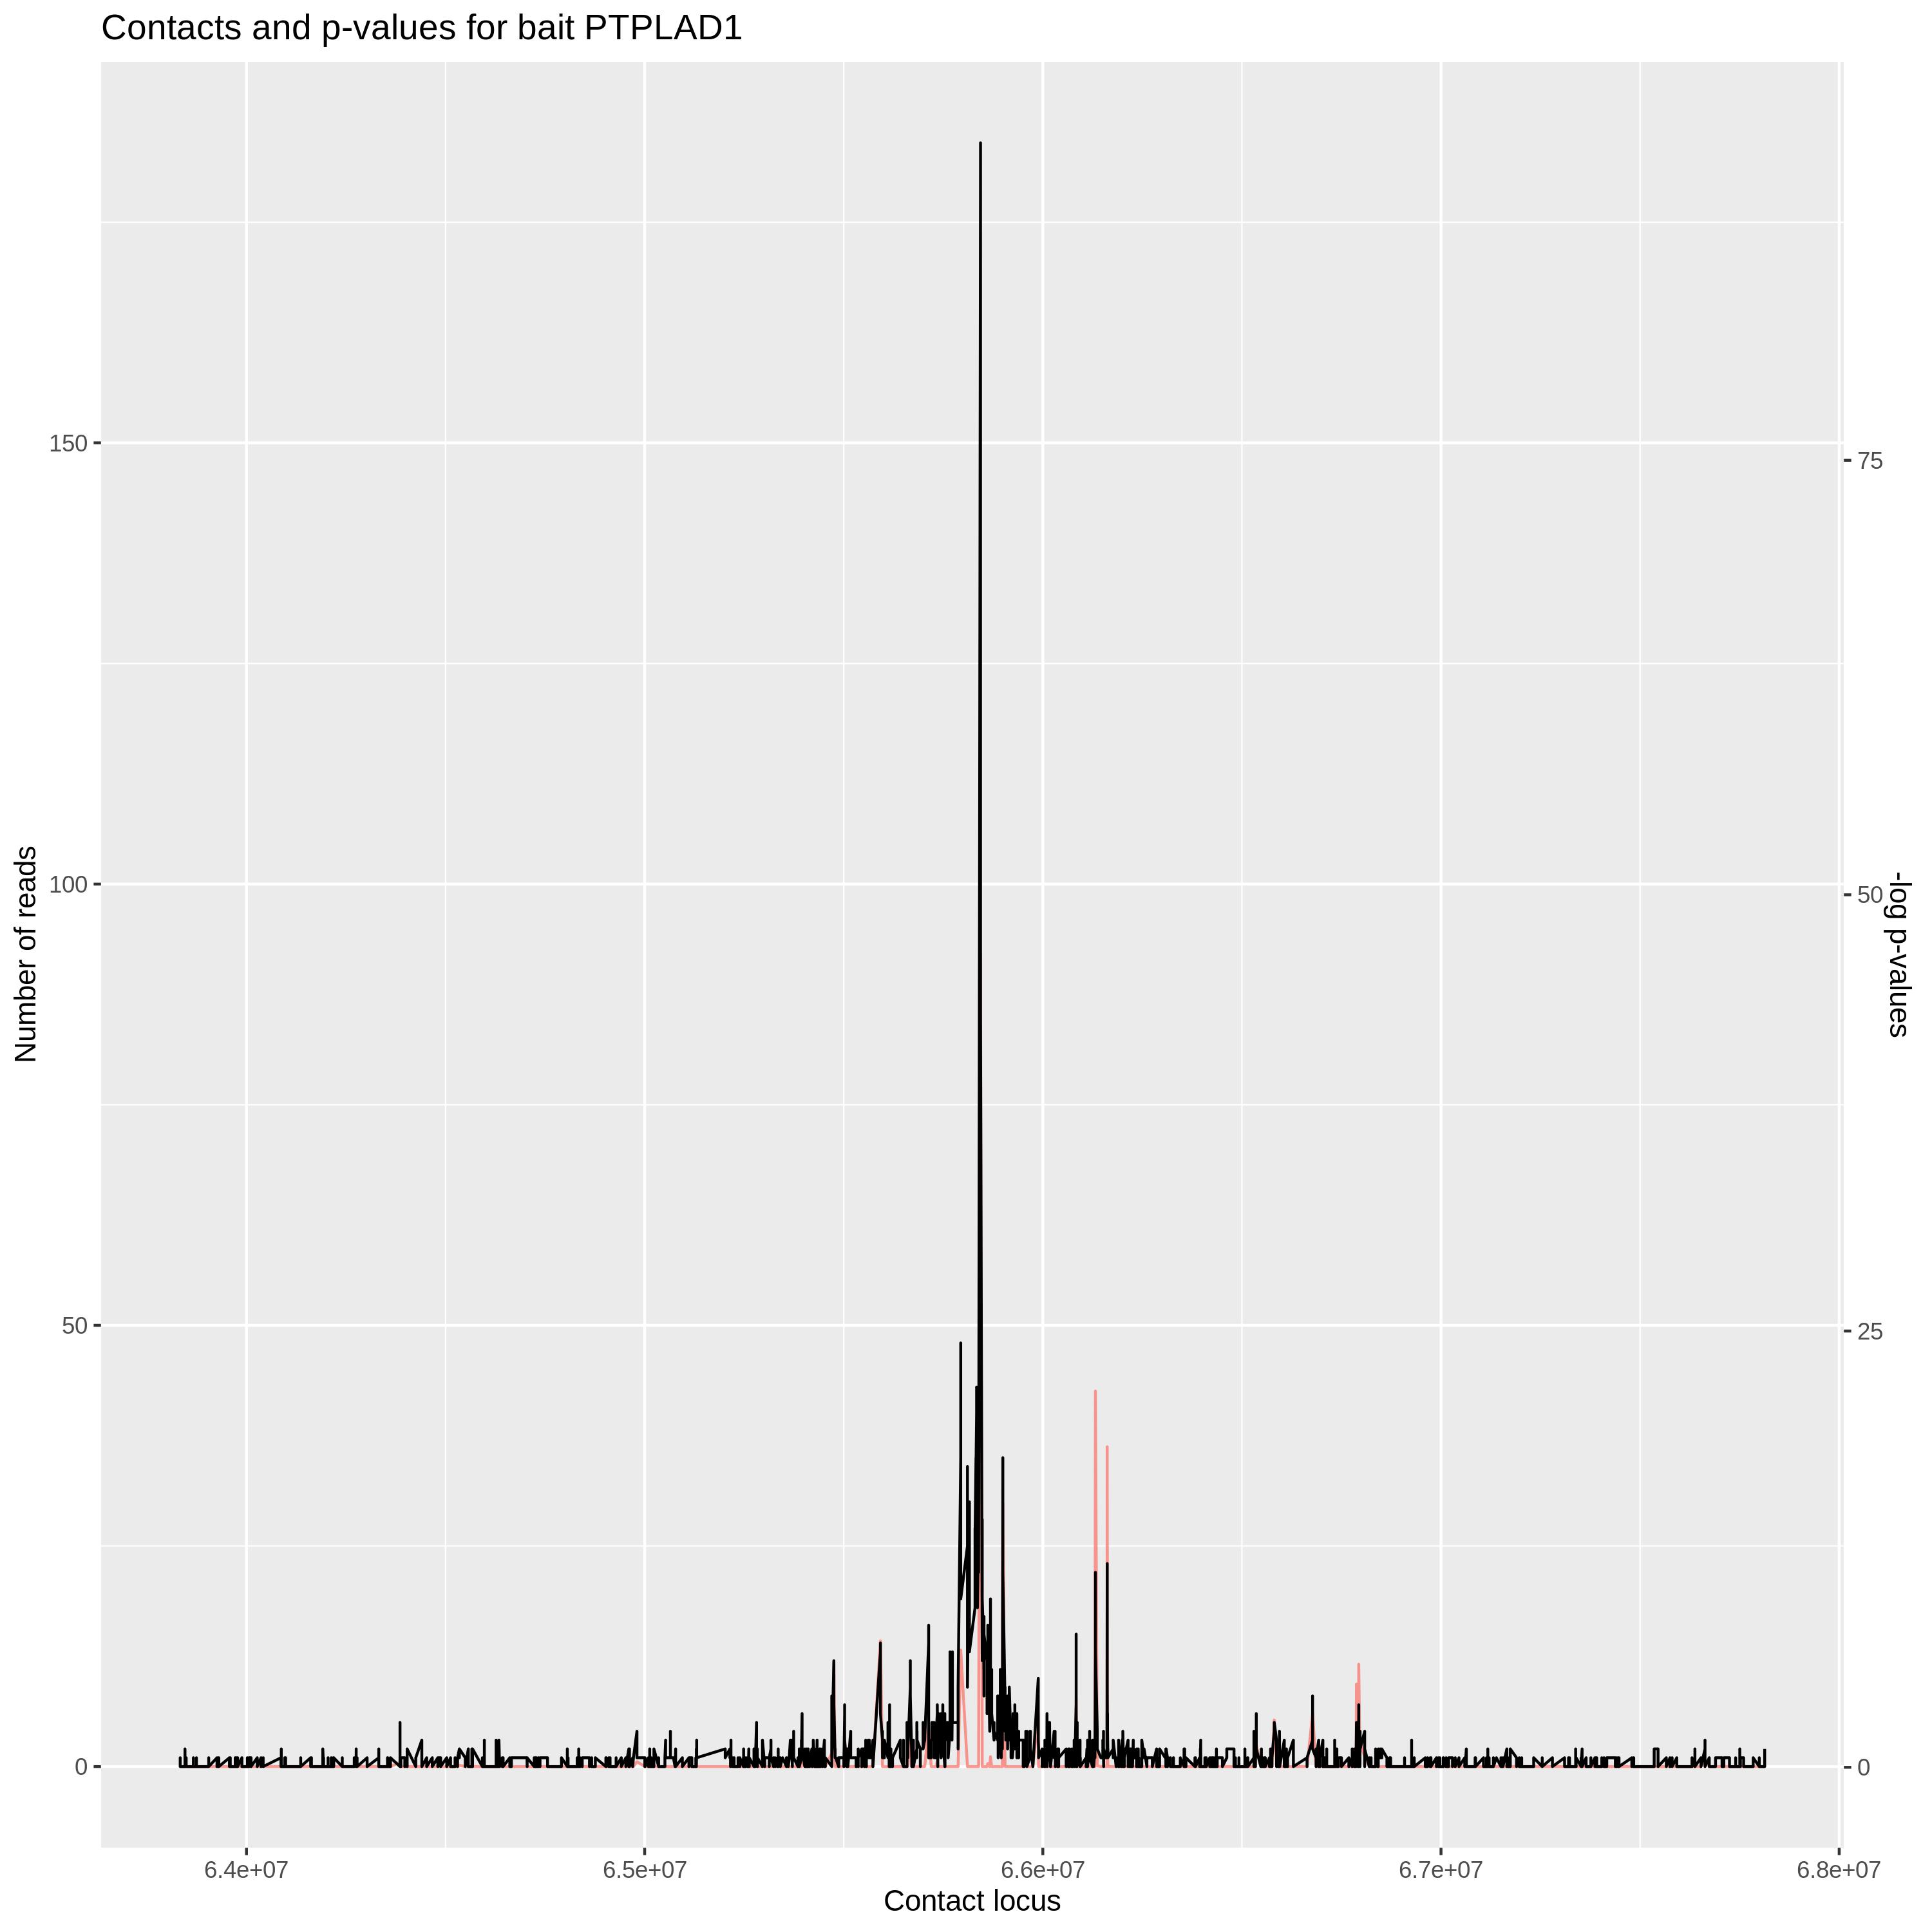 Contacts and p-values for bait PTPLAD1
Number of reads
150
100
50
0
75
50
25
0
-log p-values
6.4e+07
6.5e+07
6.6e+07
6.7e+07
6.8e+07
Contact locus